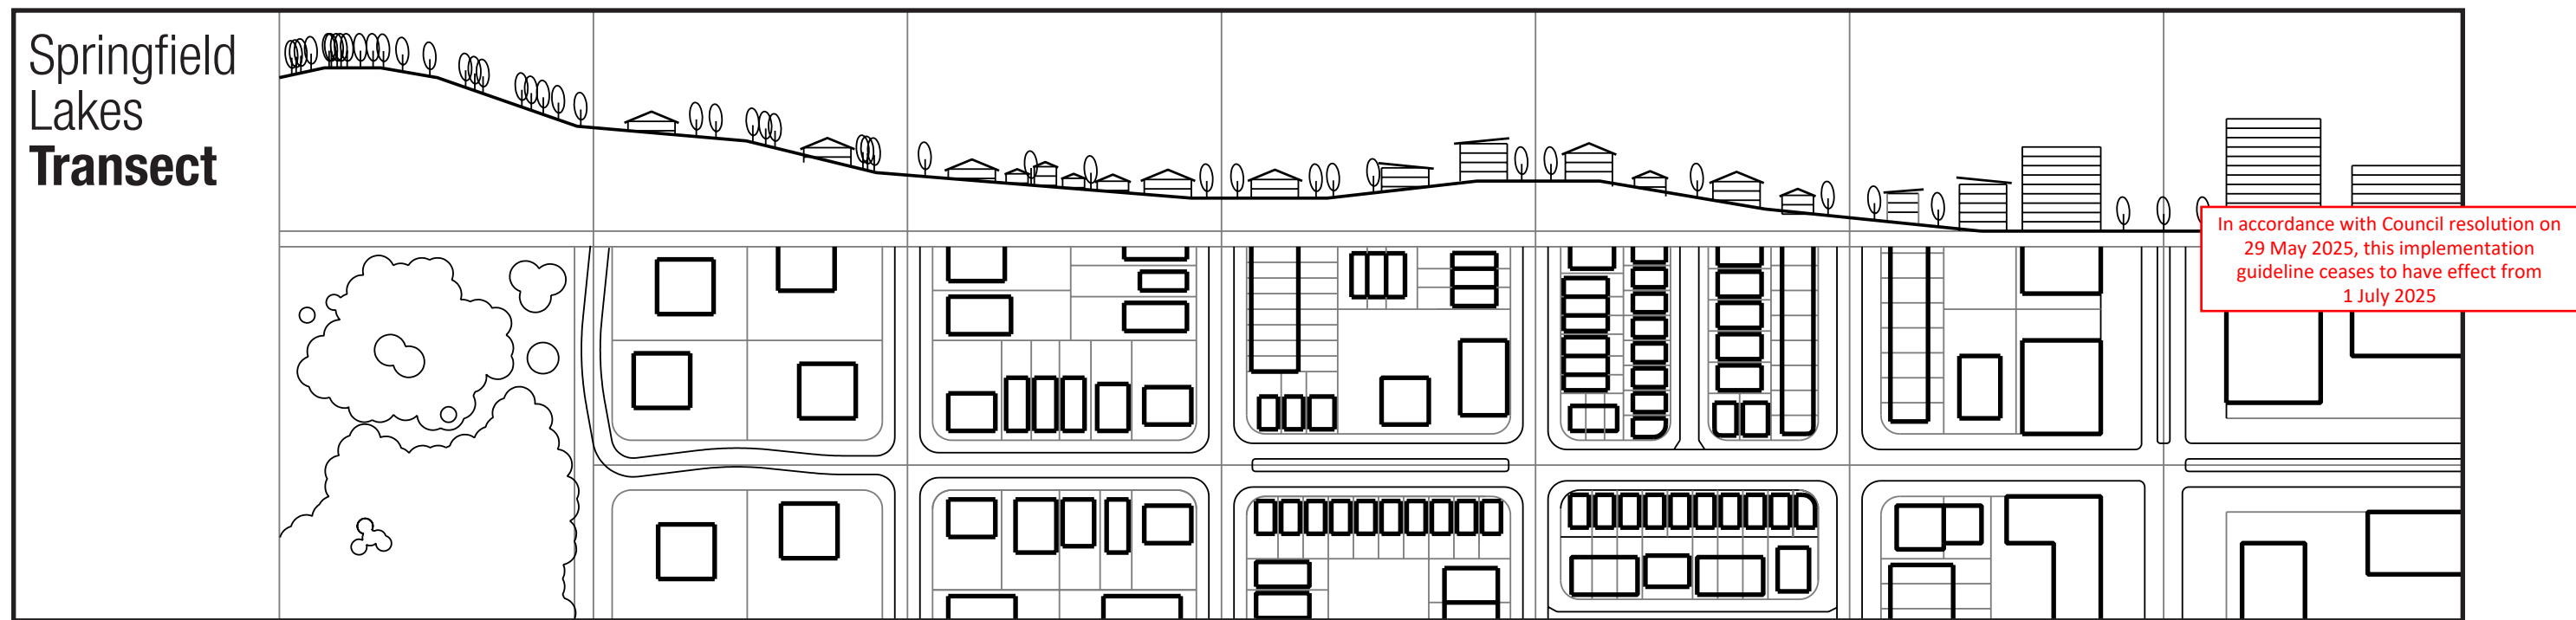 Springfield
Lakes
Transect
In accordance with Council resolution on
29 May 2025, this implementation
guideline ceases to have effect from
1 July 2025